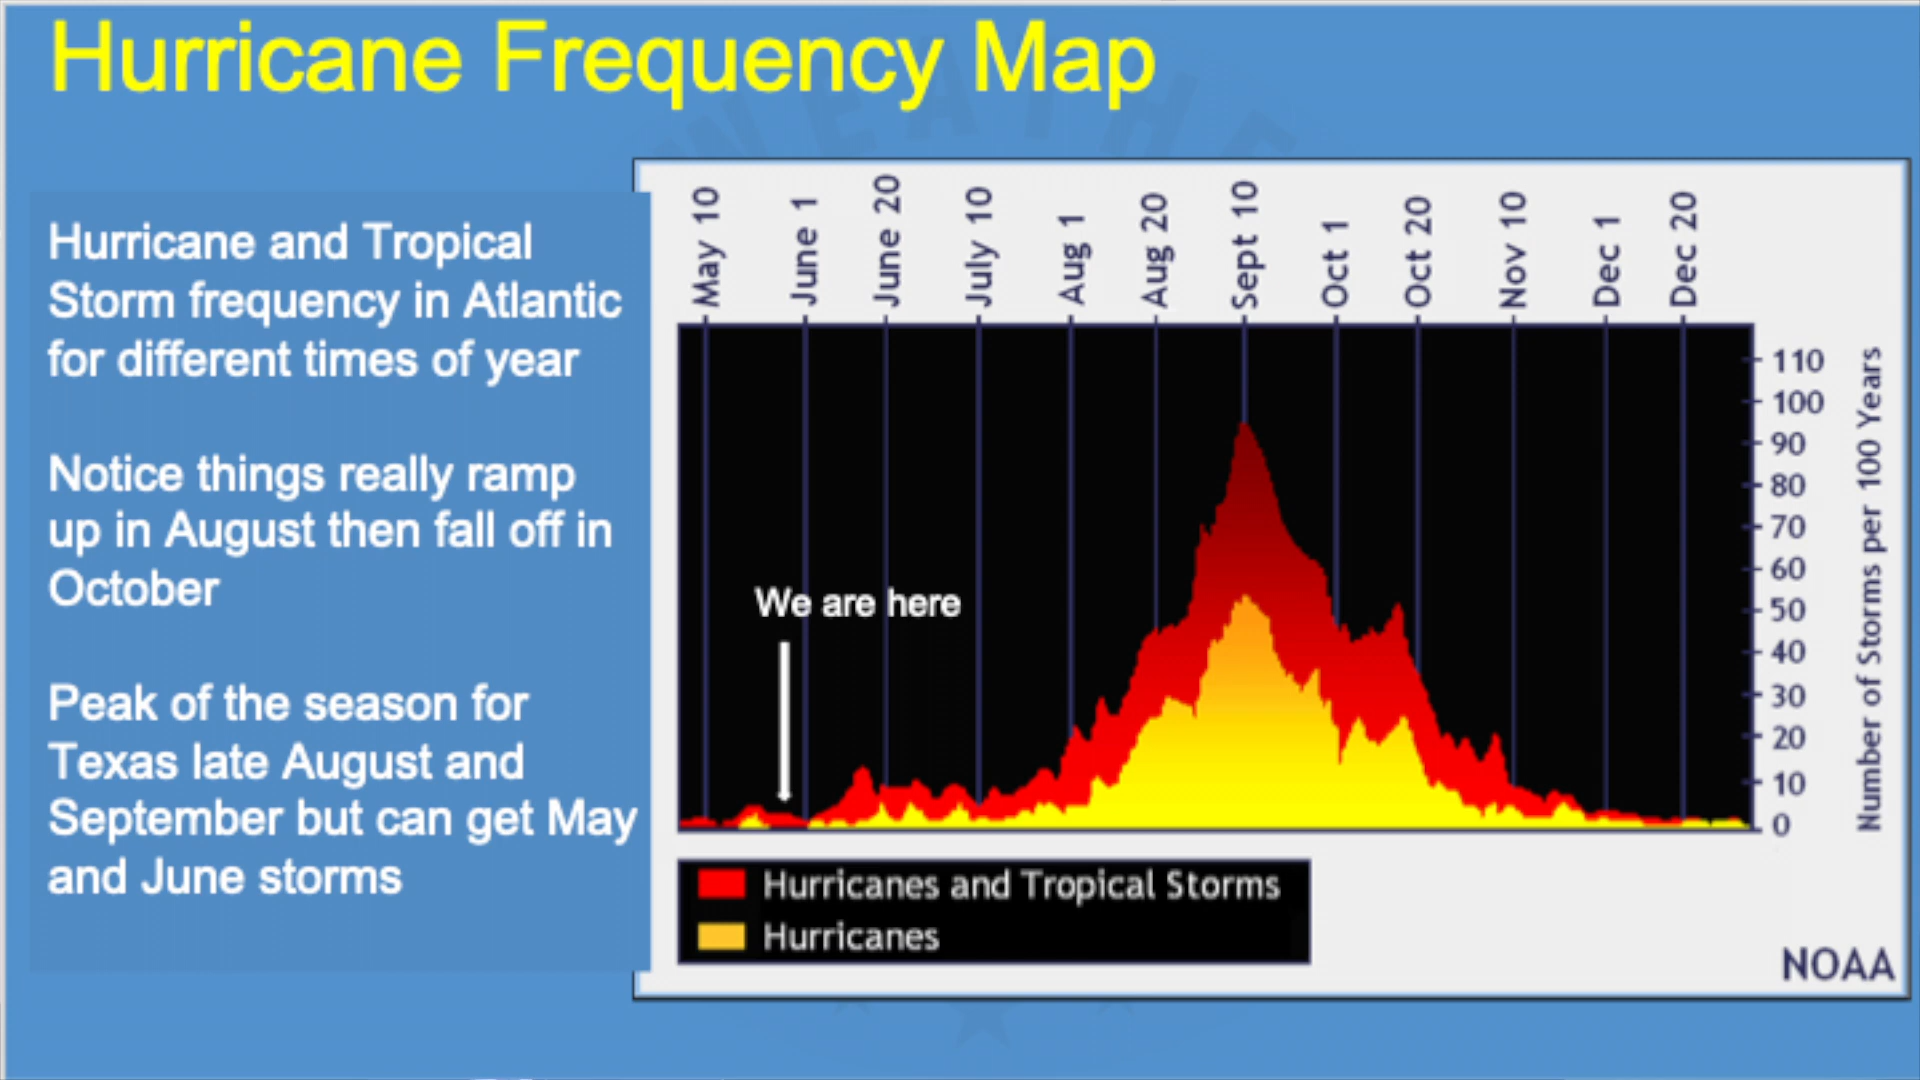 Hurricane Frequency Map
Hurricane and Tropical
Storm frequency in Atlantic
for different times of year
Notice things really ramp
up in August then fall off in
October
Peak of the season for
Texas late August and
September but can get May
and June storms
May 10
June 1
June 20
July 10
Aug 1
Aug 20
Sept 10
Oct 1
Oct 20
Nov 10
Dec 1
Dec 20
We are here
110
100
90
80
70
60
50
40
30
20
10
0
Number of Storms per 100 Years
Hurricanes and Tropical Storms
Hurricanes
NOAA